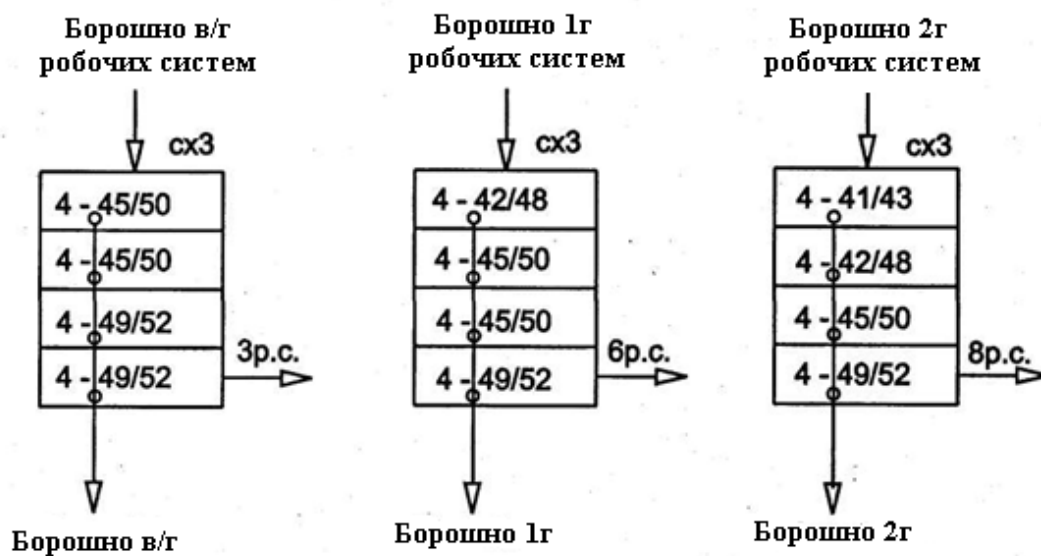 Борошно в/г
робочих систем
сх3
4 - 45/50
4 - 45/50
4 - 49/52
4 - 49/52
3р.с.
Борошно в/г
Борошно 1г
робочих систем
сх3
4 - 42/48
4 - 45/50
4 - 45/50
4 - 49/52
6р.с.
Борошно 1г
Борошно 2г
робочих систем
сх3
4 - 41/43
4 - 42/48
4 - 45/50
4 - 49/52
8р.с.
Борошно 2г